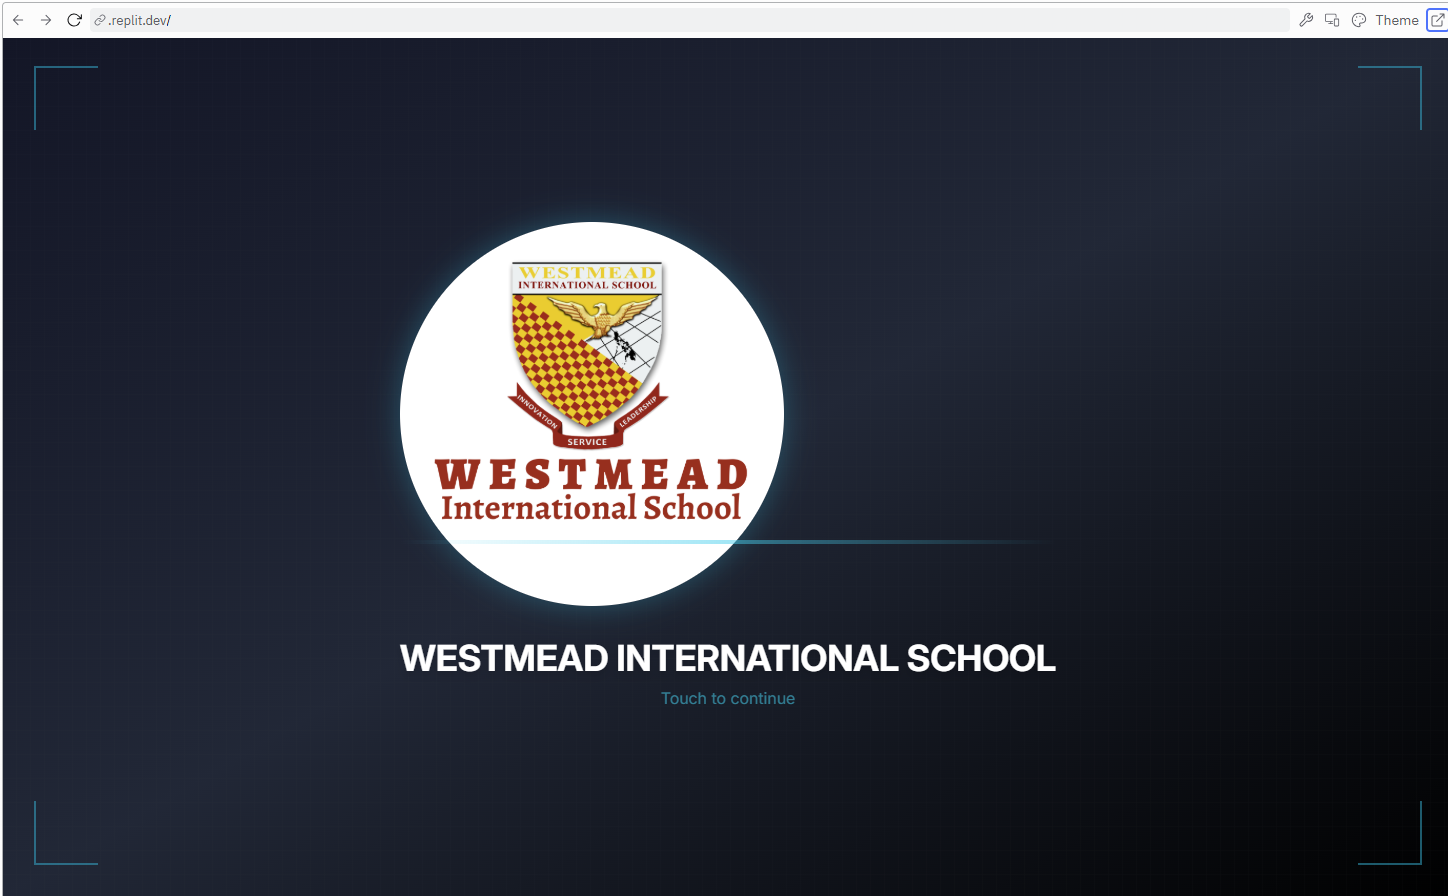 .replit.dev/
Theme
WESTMEAD
INTERNATIONAL SCHOOL
INNOVATION
SERVICE
LEADERSHIP
WESTMEAD
International School
WESTMEAD INTERNATIONAL SCHOOL
Touch to continue